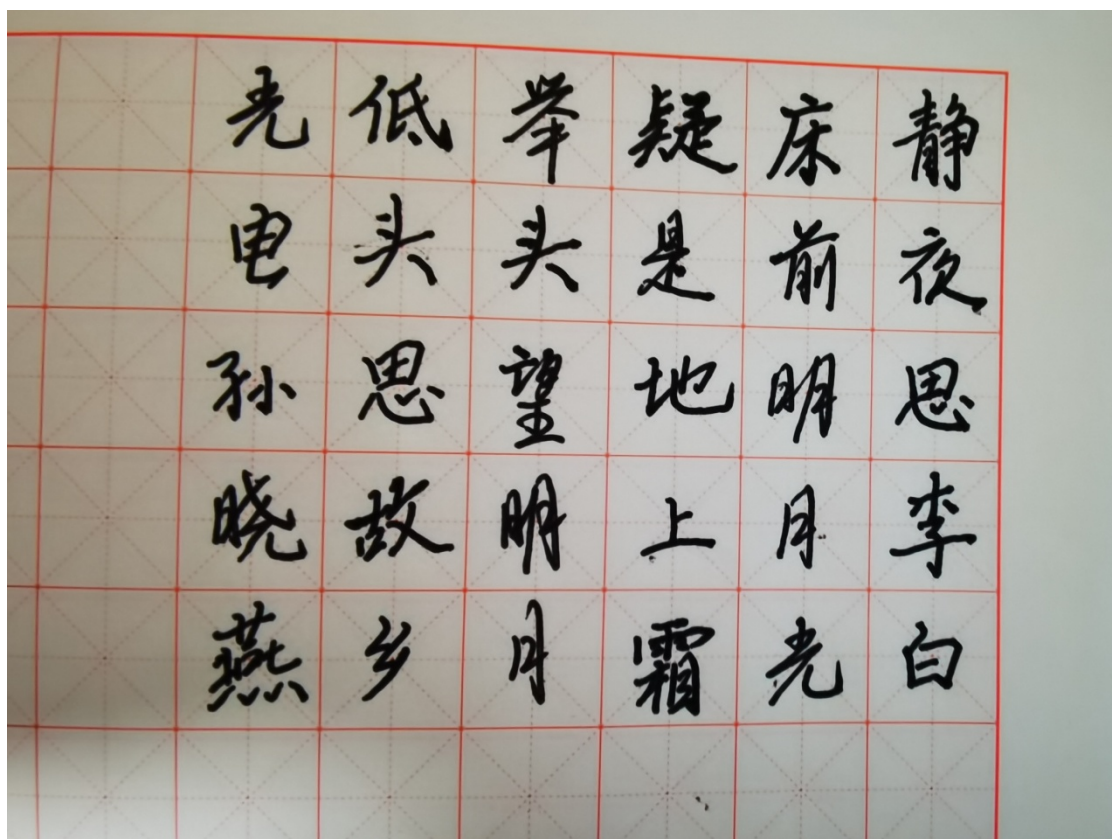 静夜思李白
床前明月光
疑是地上霜
举头望明月
低头思故乡
光电孙晓燕